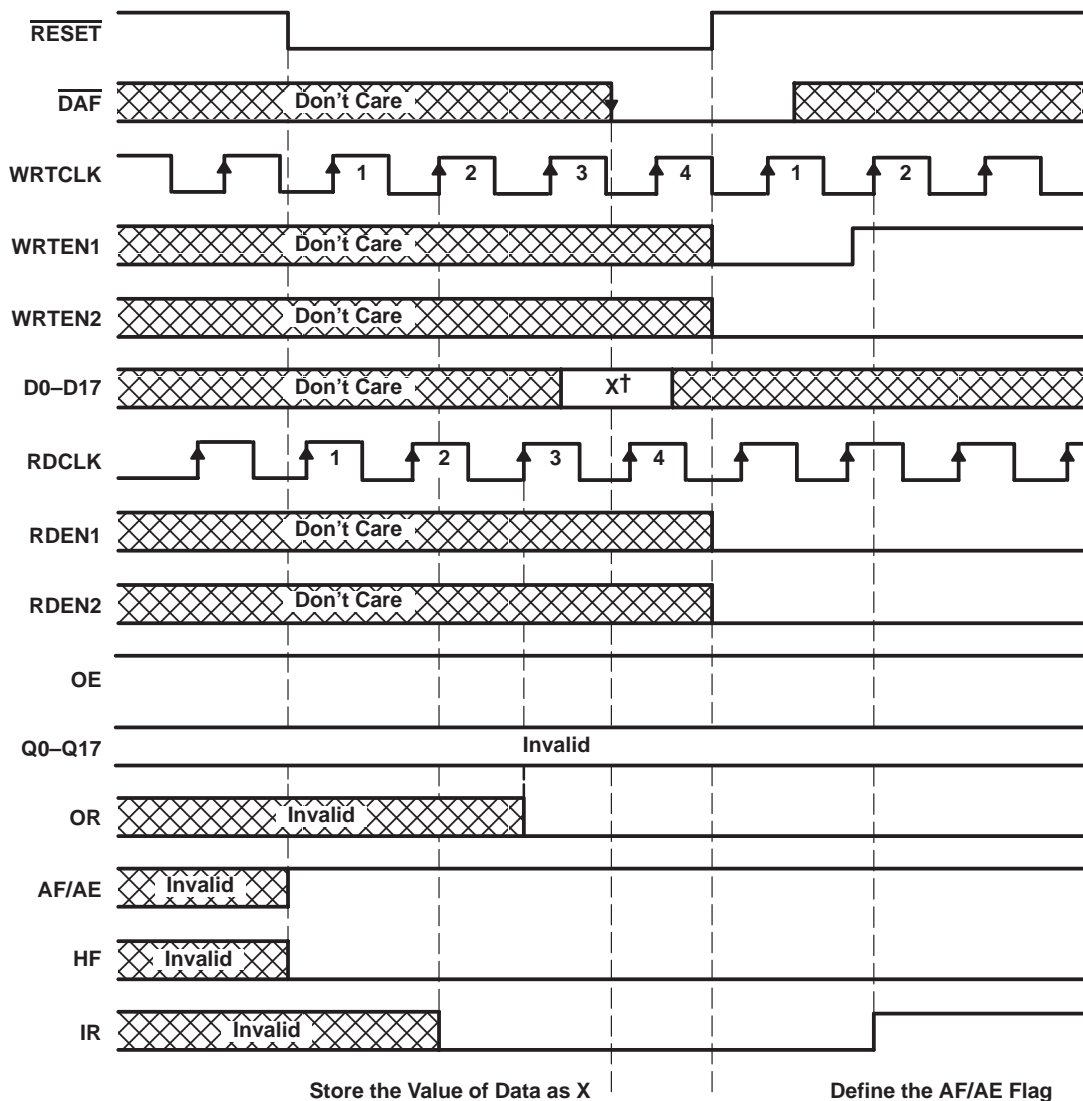 RESET
DAF
Don't Care
WRTCLK
1 2 3 4 1 2
WRTEN1
Don't Care
WRTEN2
Don't Care
D0–D17
Don't Care
X†
RDCLK
1 2 3 4
RDEN1
Don't Care
RDEN2
Don't Care
OE
Q0–Q17
Invalid
OR
Invalid
AF/AE
Invalid
HF
Invalid
IR
Invalid
Store the Value of Data as X
Define the AF/AE Flag